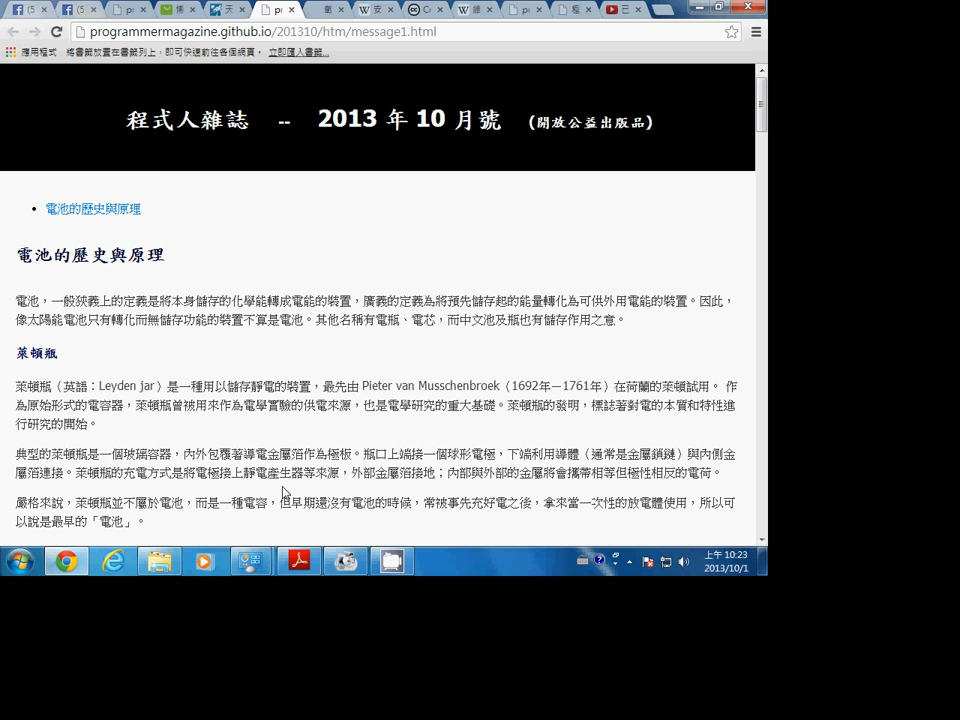 (5
(5
pr
博
天
pr
氫
安
Co
維
pr
程
已
programmermagazine.github.io/201310/htm/message1.html
應用程式 將書籤放置在書籤列上，即可快速前往各個網頁。 立即匯入書籤...
程式人雜誌 -- 2013 年 10 月號 (開放公益出版品)
• 電池的歷史與原理
電池的歷史與原理
電池，一般狹義上的定義是將本身儲存的化學能轉成電能的裝置，廣義的定義為將預先儲存起的能量轉化為可供外用電能的裝置。因此，
像太陽能電池只有轉化而無儲存功能的裝置不算是電池。其他名稱有電瓶、電芯，而中文池及瓶也有儲存作用之意。
萊頓瓶
萊頓瓶（英語：Leyden jar）是一種用以儲存靜電的裝置，最先由 Pieter van Musschenbroek（1692年－1761年）在荷蘭的萊頓試用。 作
為原始形式的電容器，萊頓瓶曾被用來作為電學實驗的供電來源，也是電學研究的重大基礎。萊頓瓶的發明，標誌著對電的本質和特性進
行研究的開始。
典型的萊頓瓶是一個玻璃容器，內外包覆著導電金屬箔作為極板。瓶口上端接一個球形電極，下端利用導體（通常是金屬鎖鏈）與內側金
屬箔連接。萊頓瓶的充電方式是將電極接上靜電產生器等來源，外部金屬箔接地；內部與外部的金屬將會攜帶相等但極性相反的電荷。
嚴格來說，萊頓瓶並不屬於電池，而是一種電容，但早期還沒有電池的時候，常被事先充好電之後，拿來當一次性的放電體使用，所以可
以說是最早的「電池」。
上午 10:23
2013/10/1